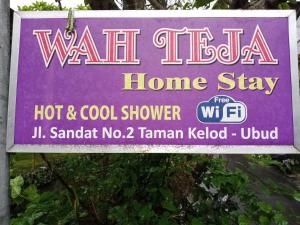 WAH TEJA
Home Stay
HOT & COOL SHOWER
Free
WiFi
Jl. Sandat No.2 Taman Kelod - Ubud